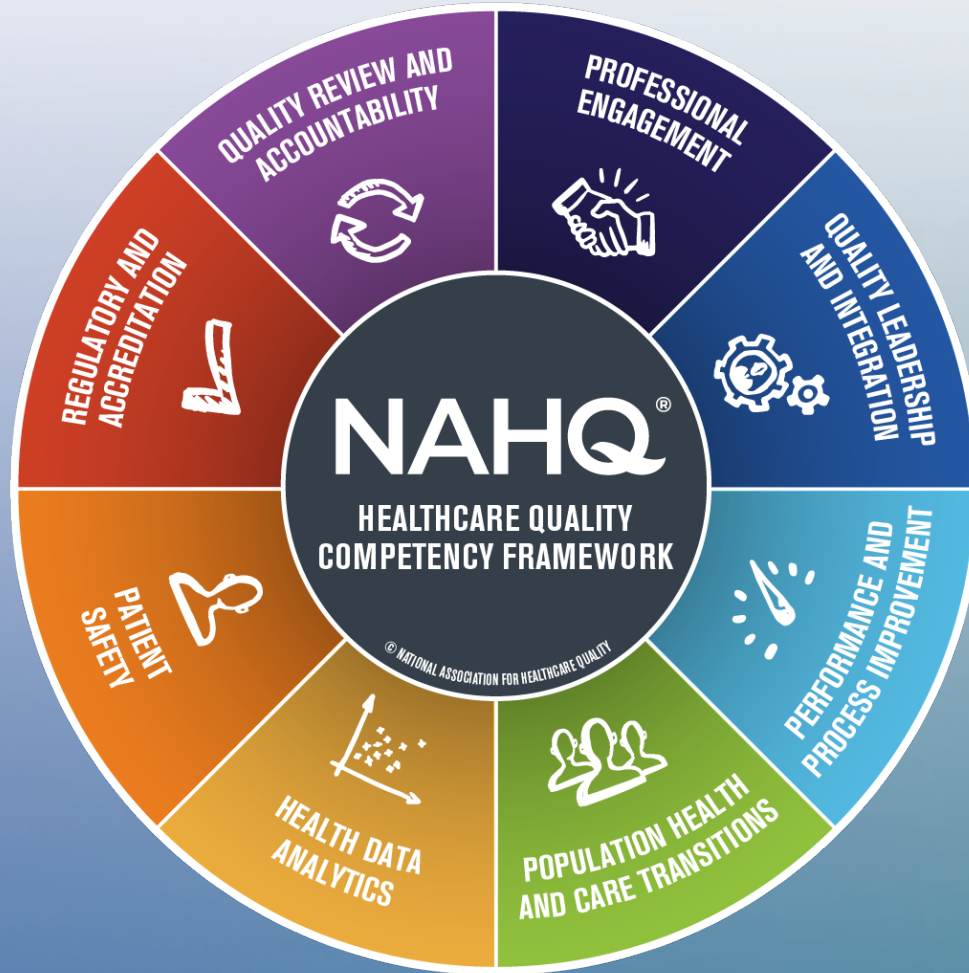 QUALITY REVIEW AND
ACCOUNTABILITY
PROFESSIONAL
ENGAGEMENT
QUALITY LEADERSHIP
AND INTEGRATION
PERFORMANCE AND
PROCESS IMPROVEMENT
POPULATION HEALTH
AND CARE TRANSITIONS
HEALTH DATA
ANALYTICS
PATIENT
SAFETY
REGULATORY AND
ACCREDITATION
NAHQ®
HEALTHCARE QUALITY
COMPETENCY FRAMEWORK
© NATIONAL ASSOCIATION FOR HEALTHCARE QUALITY